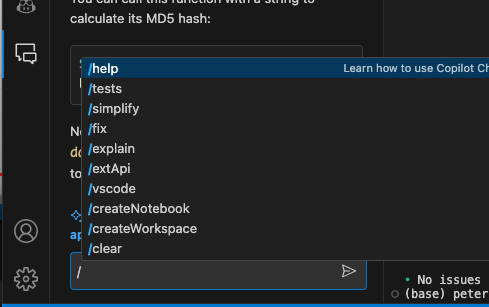 You can call this function with a string to
calculate its MD5 hash:
/help Learn how to use Copilot Ch
/tests
/simplify
/fix
/explain
/extApi
/vscode
/createNotebook
/createWorkspace
/clear
/
No issues
(base) peter